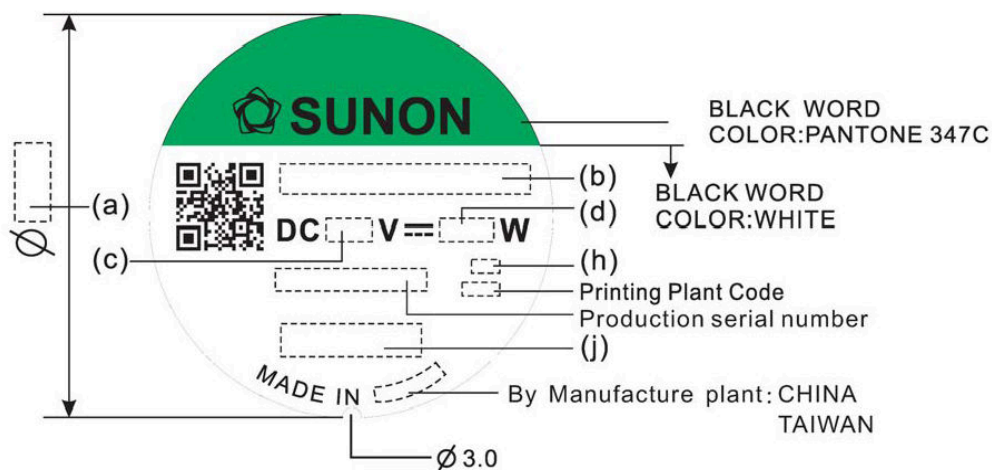 SUNON
BLACK WORD
COLOR:PANTONE 347C
BLACK WORD
COLOR:WHITE
(a)
Ø
(b)
(d)
DC V W
(c)
(h)
Printing Plant Code
Production serial number
(j)
MADE IN
By Manufacture plant: CHINA
TAIWAN
Ø 3.0